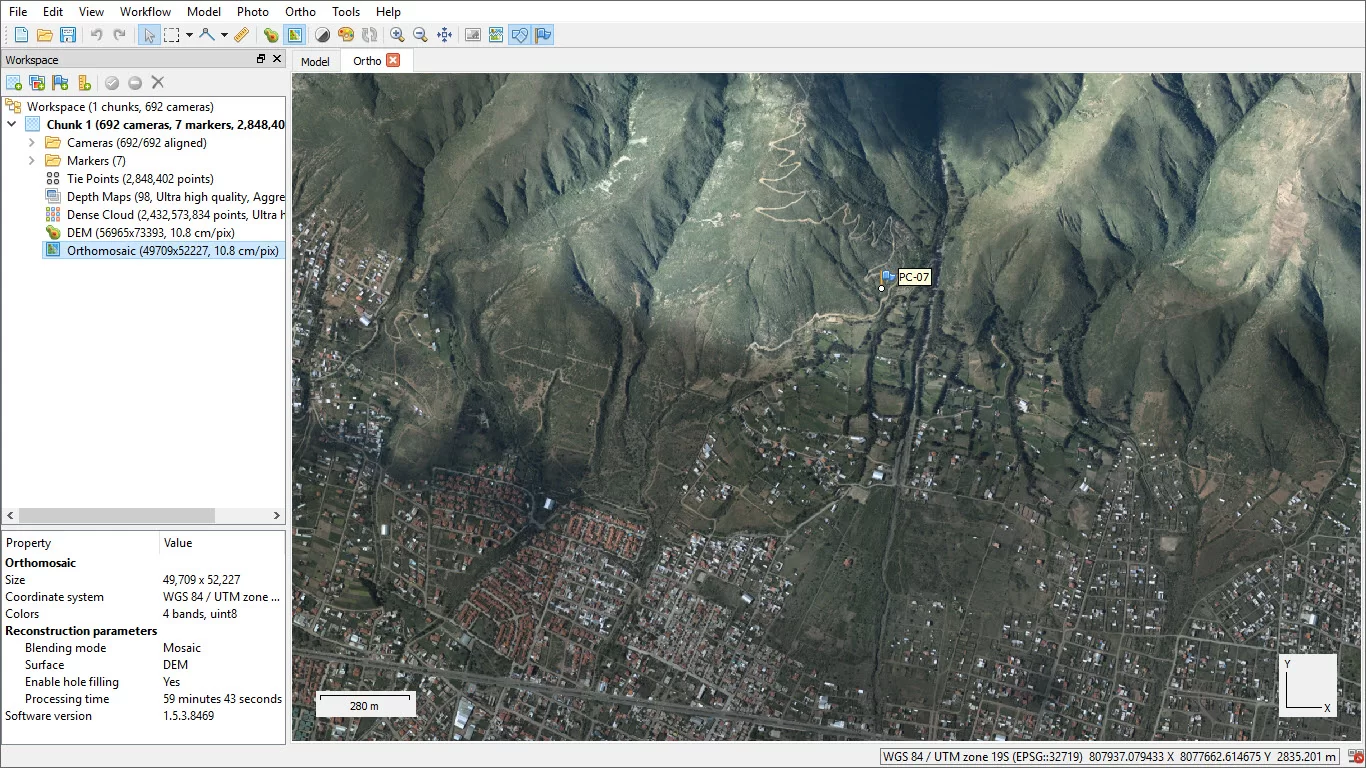 File Edit View Workflow Model Photo Ortho Tools Help
Workspace
Model Ortho
Workspace (1 chunks, 692 cameras)
Chunk 1 (692 cameras, 7 markers, 2,848,40
Cameras (692/692 aligned)
Markers (7)
Tie Points (2,848,402 points)
Depth Maps (98, Ultra high quality, Aggre
Dense Cloud (2,432,573,834 points, Ultra h
DEM (56965x73393, 10.8 cm/pix)
Orthomosaic (49709x52227, 10.8 cm/pix)
PC-07
Property Value
Orthomosaic
Size 49,709 x 52,227
Coordinate system WGS 84 / UTM zone ...
Colors 4 bands, uint8
Reconstruction parameters
Blending mode Mosaic
Surface DEM
Enable hole filling Yes
Processing time 59 minutes 43 seconds
Software version 1.5.3.8469
280 m
Y
X
WGS 84 / UTM zone 19S (EPSG::32719) 807937.079433 X 8077662.614675 Y 2835.201 m